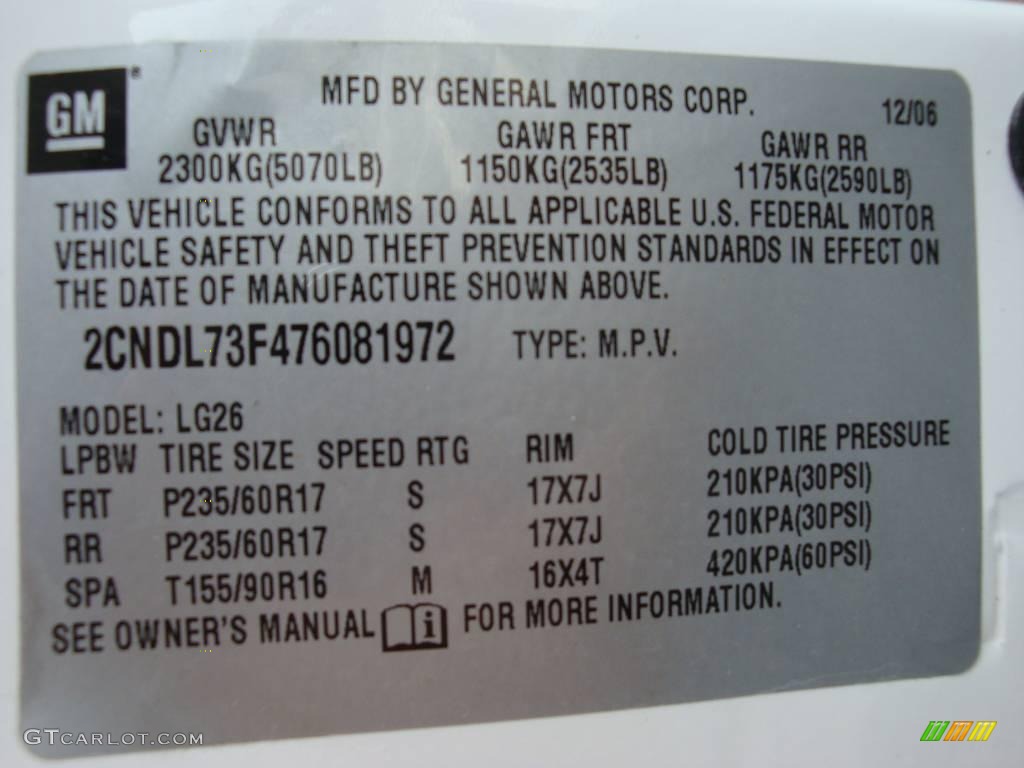 GM
MFD BY GENERAL MOTORS CORP. 12/06
GVWR GAWR FRT GAWR RR
2300KG(5070LB) 1150KG(2535LB) 1175KG(2590LB)
THIS VEHICLE CONFORMS TO ALL APPLICABLE U.S. FEDERAL MOTOR
VEHICLE SAFETY AND THEFT PREVENTION STANDARDS IN EFFECT ON
THE DATE OF MANUFACTURE SHOWN ABOVE.
2CNDL73F476081972 TYPE: M.P.V.
MODEL: LG26
LPBW TIRE SIZE SPEED RTG RIM COLD TIRE PRESSURE
FRT P235/60R17 S 17X7J 210KPA(30PSI)
RR P235/60R17 S 17X7J 210KPA(30PSI)
SPA T155/90R16 M 16X4T 420KPA(60PSI)
SEE OWNER'S MANUAL i FOR MORE INFORMATION.
GTCARLOT.COM